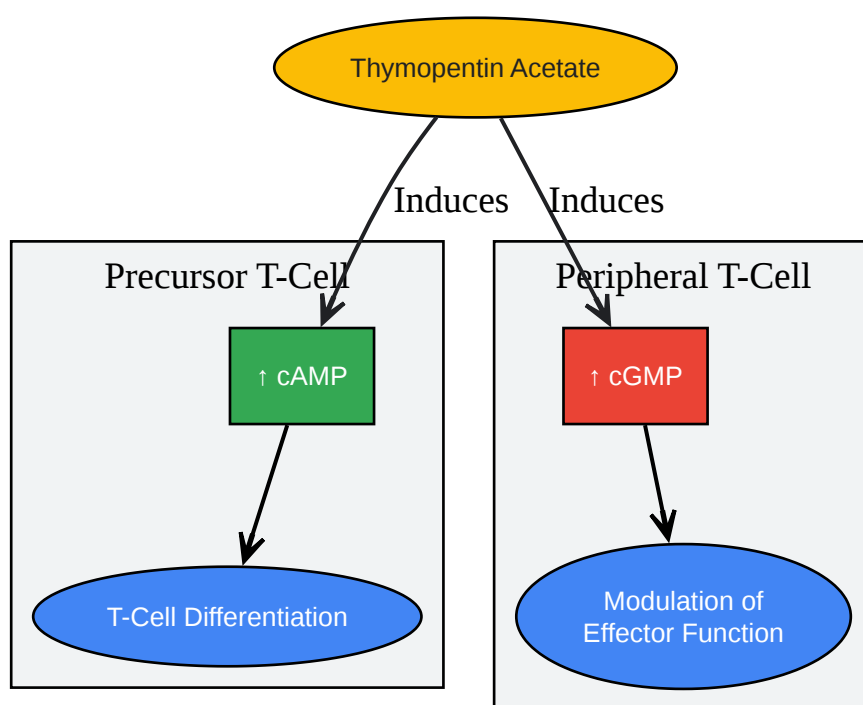 Thymopentin Acetate
Induces
Induces
Precursor T-Cell
Peripheral T-Cell
↑ cAMP
↑ cGMP
T-Cell Differentiation
Modulation of
Effector Function